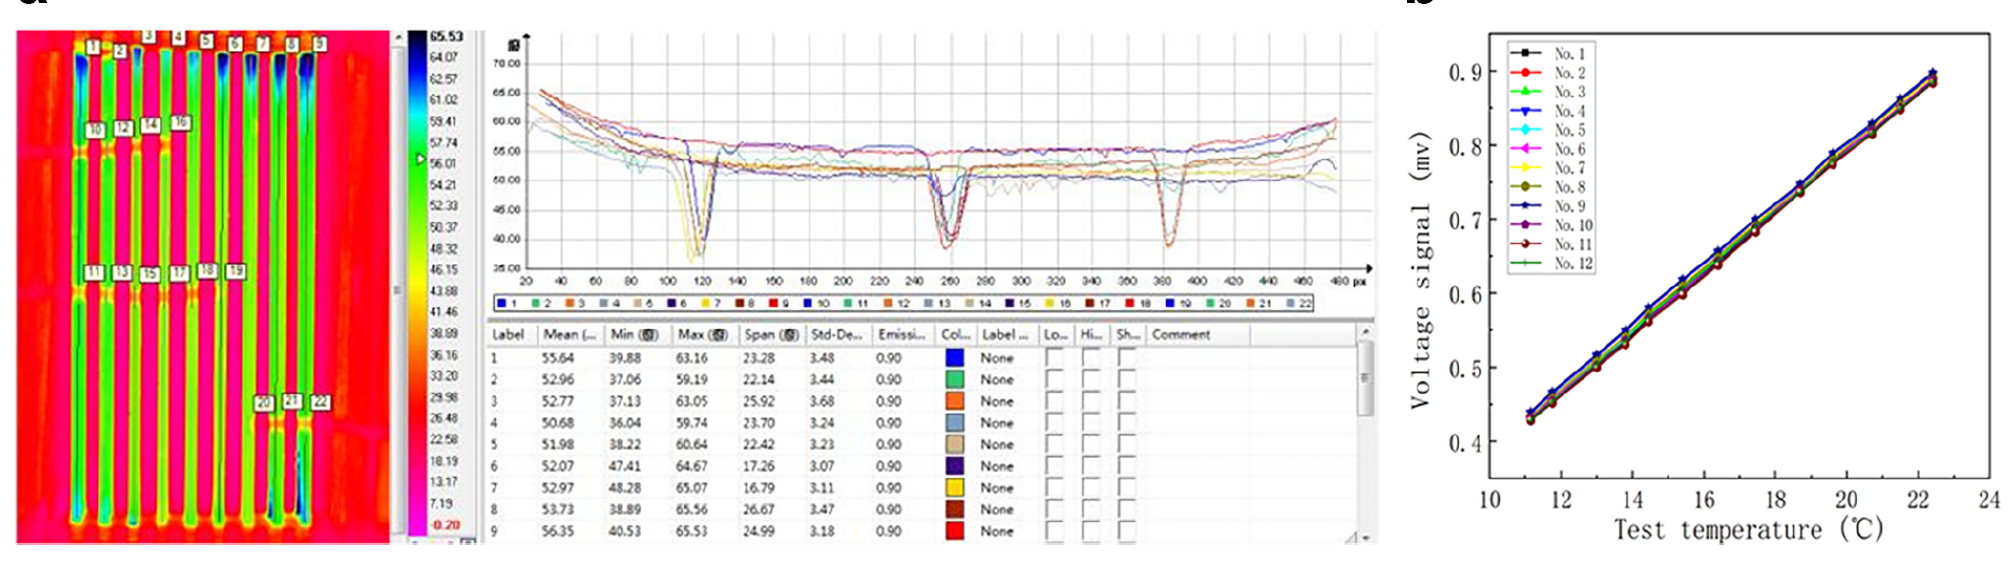 a
b
1 2 3 4 5 6 7 8 9
10 12 14 16
11 13 15 17 18 19
20 21 22
65.53
64.07
62.57
61.02
59.41
57.74
56.01
54.21
52.33
50.37
48.32
46.15
43.88
41.46
38.89
36.16
33.20
29.98
26.48
22.58
18.19
13.17
7.19
-0.20
70.00
65.00
60.00
55.00
50.00
45.00
40.00
35.00
20 40 60 80 100 120 140 160 180 200 220 240 260 280 300 320 340 360 380 400 420 440 460 480 px
1 2 3 4 5 6 7 8 9 10 11 12 13 14 15 16 17 18 19 20 21 22
Label Mean (... Min ( ) Max ( ) Span ( ) Std-De... Emissi... Col... Label ... Lo... Hi... Sh... Comment
1 55.64 39.88 63.16 23.28 3.48 0.90 None
2 52.96 37.06 59.19 22.14 3.44 0.90 None
3 52.77 37.13 63.05 25.92 3.68 0.90 None
4 50.68 36.04 59.74 23.70 3.24 0.90 None
5 51.98 38.22 60.64 22.42 3.23 0.90 None
6 52.07 47.41 64.67 17.26 3.07 0.90 None
7 52.97 48.28 65.07 16.79 3.11 0.90 None
8 53.73 38.89 65.56 26.67 3.47 0.90 None
9 56.35 40.53 65.53 24.99 3.18 0.90 None
Voltage signal (mv)
0.9
0.8
0.7
0.6
0.5
0.4
No. 1
No. 2
No. 3
No. 4
No. 5
No. 6
No. 7
No. 8
No. 9
No. 10
No. 11
No. 12
10 12 14 16 18 20 22 24
Test temperature (℃)